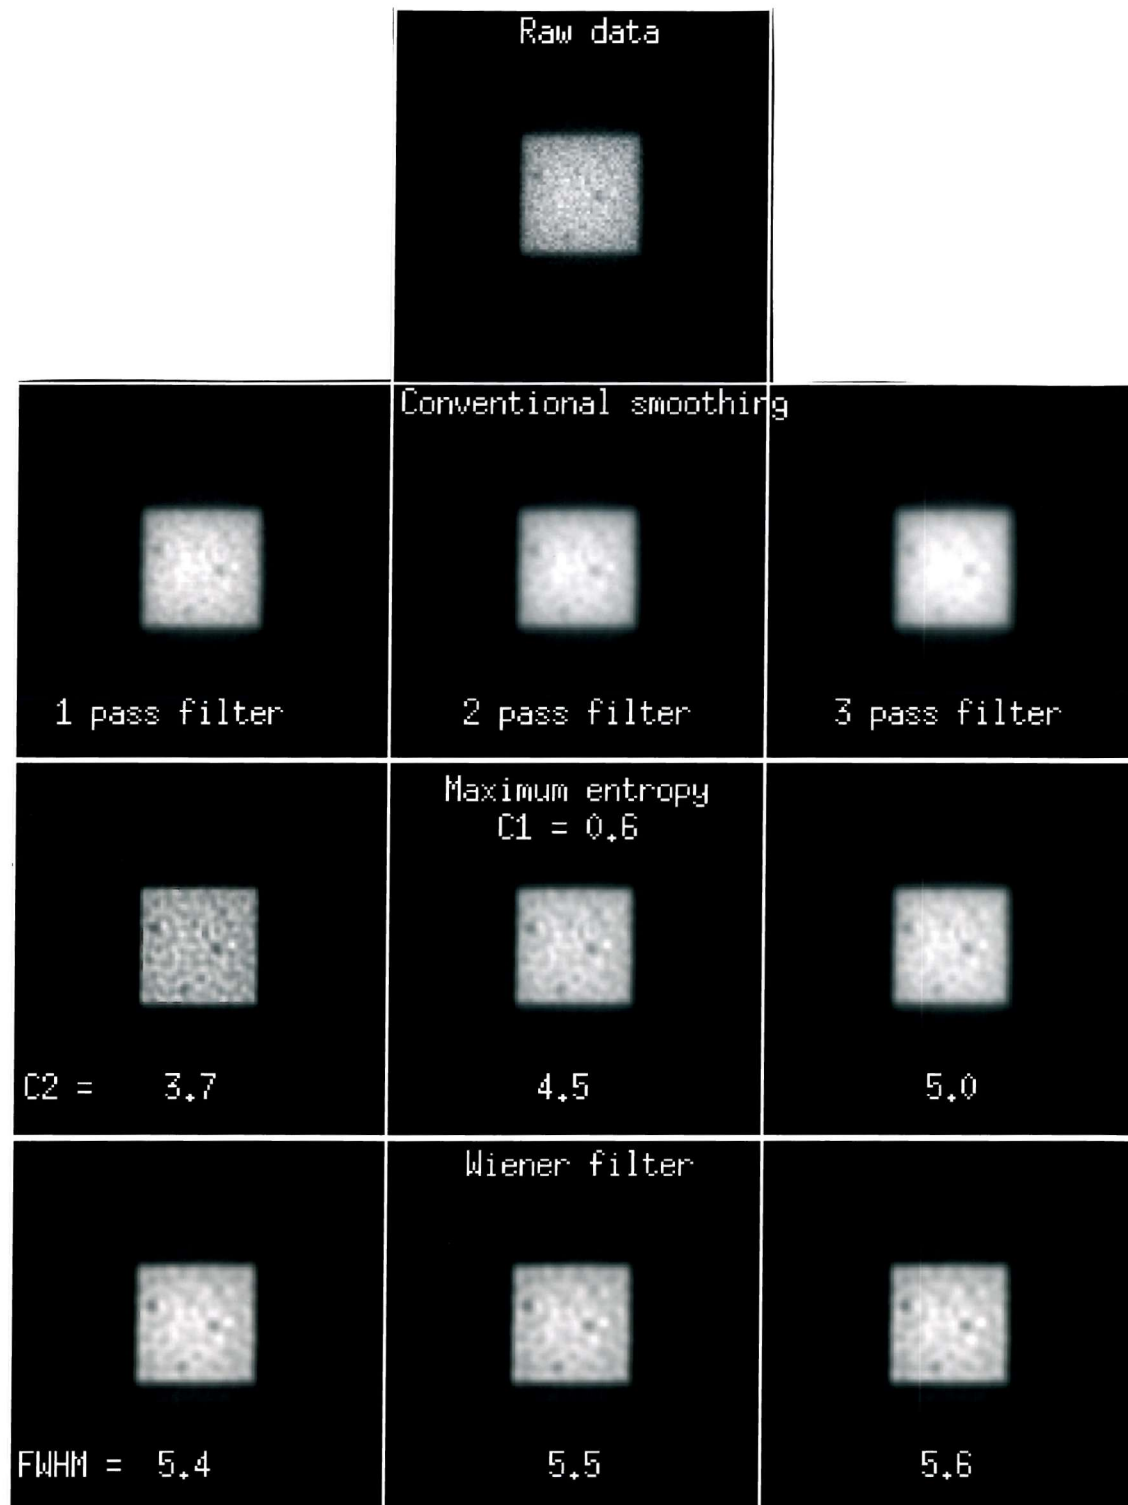 Raw data
Conventional smoothing
1 pass filter
2 pass filter
3 pass filter
Maximum entropy
C1 = 0.6
C2 = 3.7
4.5
5.0
Wiener filter
FWHM = 5.4
5.5
5.6